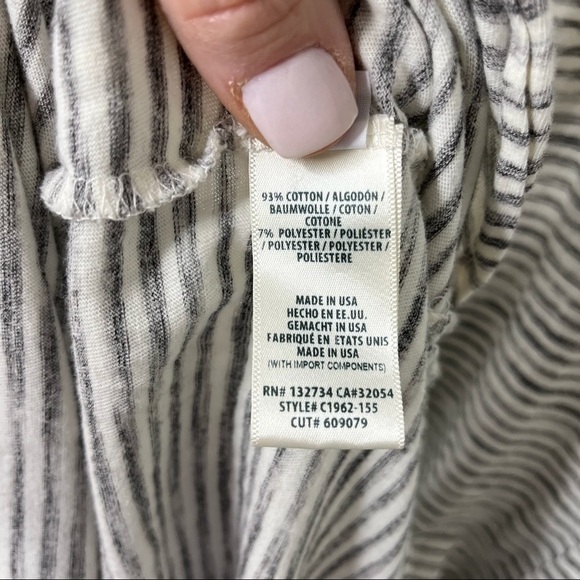 93% COTTON / ALGODÓN /
BAUMWOLLE / COTON /
COTONE
7% POLYESTER / POLIÉSTER
/ POLYESTER / POLYESTER /
POLIESTERE
MADE IN USA
HECHO EN EE.UU.
GEMACHT IN USA
FABRIQUÉ EN ETATS UNIS
MADE IN USA
(WITH IMPORT COMPONENTS)
RN# 132734 CA#32054
STYLE# C1962-155
CUT# 609079